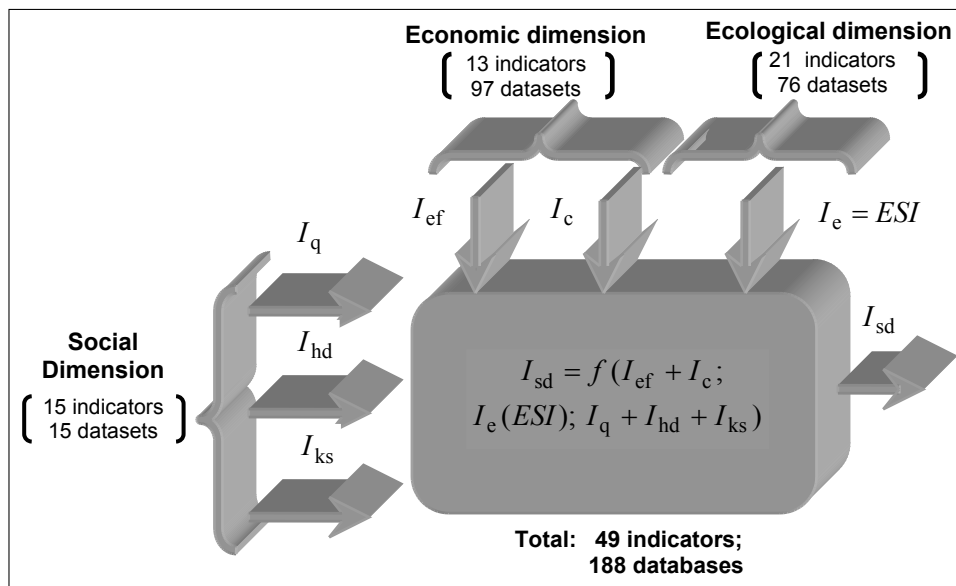 Economic dimension
13 indicators
97 datasets
Ecological dimension
21 indicators
76 datasets
I_ef
I_c
I_e = ESI
I_q
I_hd
I_ks
Social
Dimension
15 indicators
15 datasets
I_sd = f(I_ef + I_c;
I_e(ESI); I_q + I_hd + I_ks)
I_sd
Total: 49 indicators;
188 databases